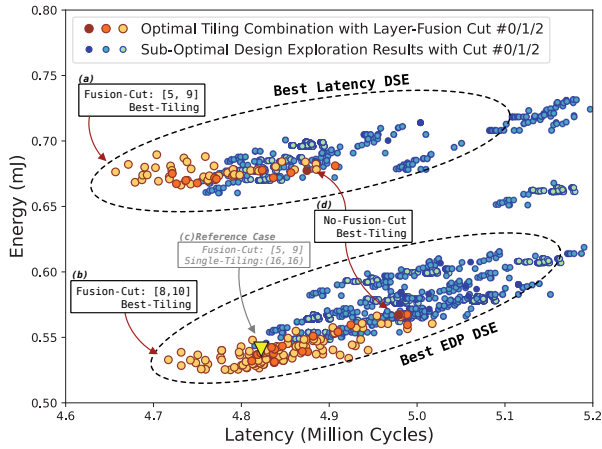 Optimal Tiling Combination with Layer-Fusion Cut #0/1/2
Sub-Optimal Design Exploration Results with Cut #0/1/2
(a)
Fusion-Cut: [5, 9]
Best-Tiling
Best Latency DSE
(d)
No-Fusion-Cut
Best-Tiling
(c)Reference Case
Fusion-Cut: [5, 9]
Single-Tiling:(16,16)
(b)
Fusion-Cut: [8,10]
Best-Tiling
Best EDP DSE
Energy (mJ)
0.80
0.75
0.70
0.65
0.60
0.55
0.50
4.6 4.7 4.8 4.9 5.0 5.1 5.2
Latency (Million Cycles)